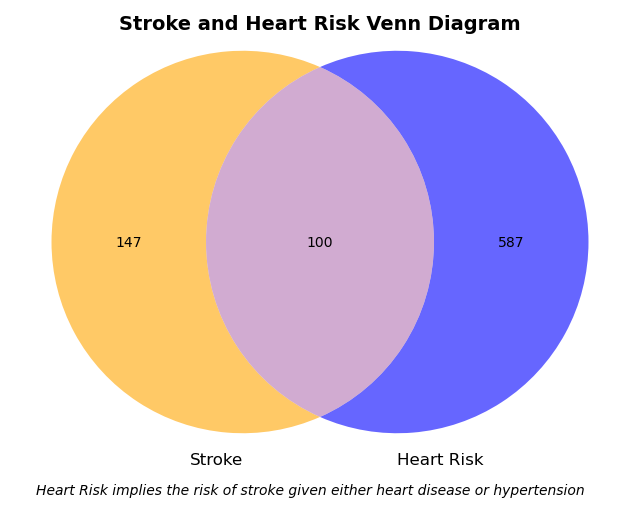 Stroke and Heart Risk Venn Diagram
147 100 587
Stroke Heart Risk
Heart Risk implies the risk of stroke given either heart disease or hypertension